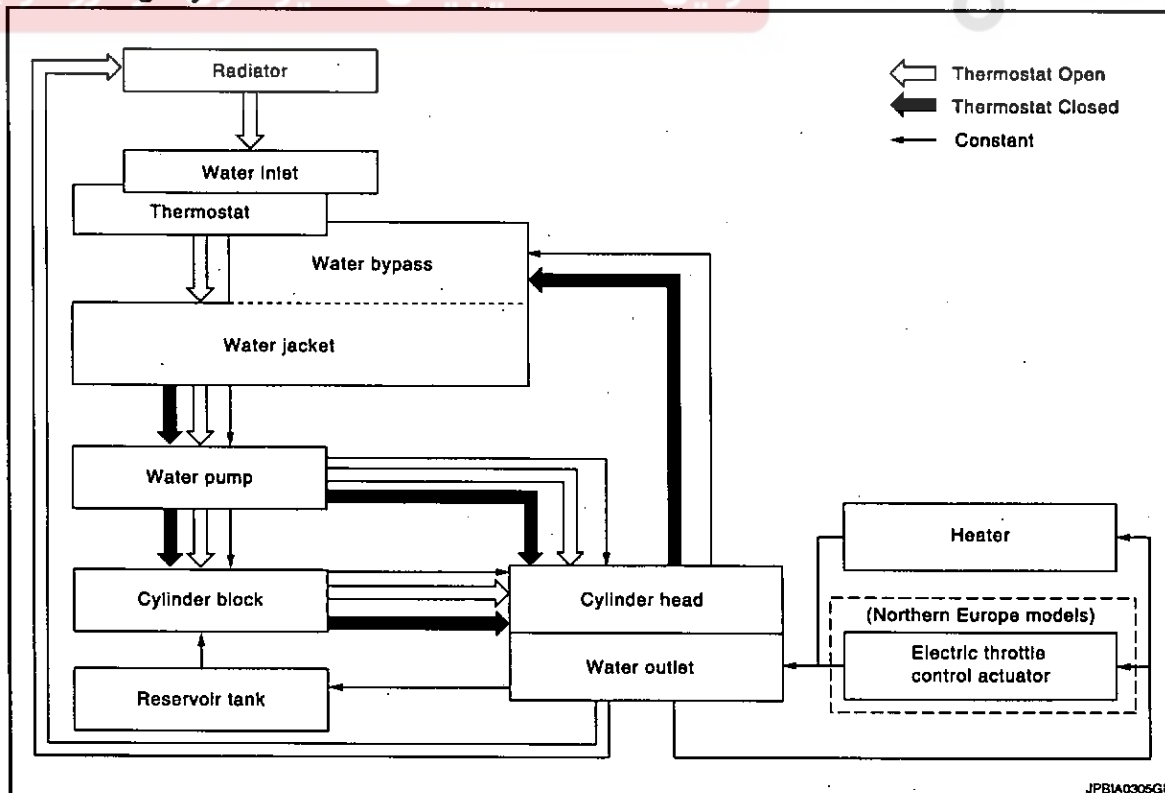 Radiator
Thermostat Open
Thermostat Closed
Constant
Water inlet
Thermostat
Water bypass
Water jacket
Water pump
Heater
Cylinder block
Cylinder head
(Northern Europe models)
Electric throttle
control actuator
Water outlet
Reservoir tank